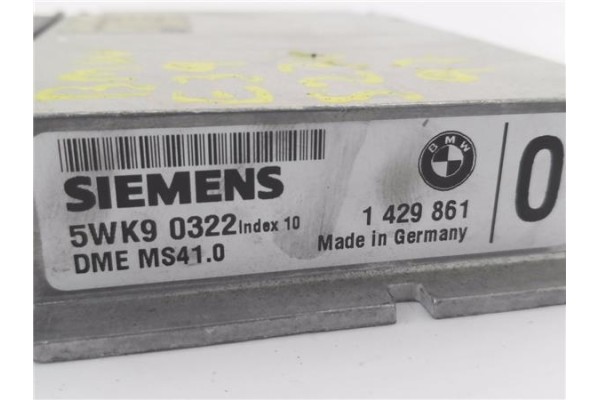 SIEMENS
BMW
5WK9 0322 Index 10
1 429 861
0
DME MS41.0
Made in Germany